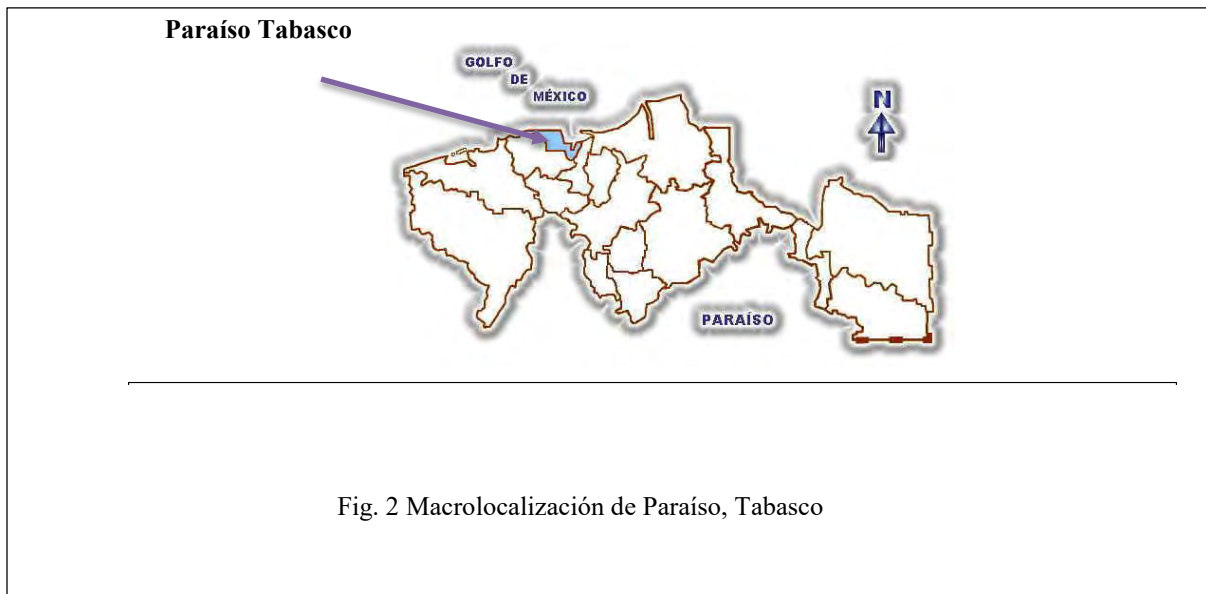 Paraíso Tabasco
GOLFO
DE
MÉXICO
N
PARAÍSO
Fig. 2 Macrolocalización de Paraíso, Tabasco